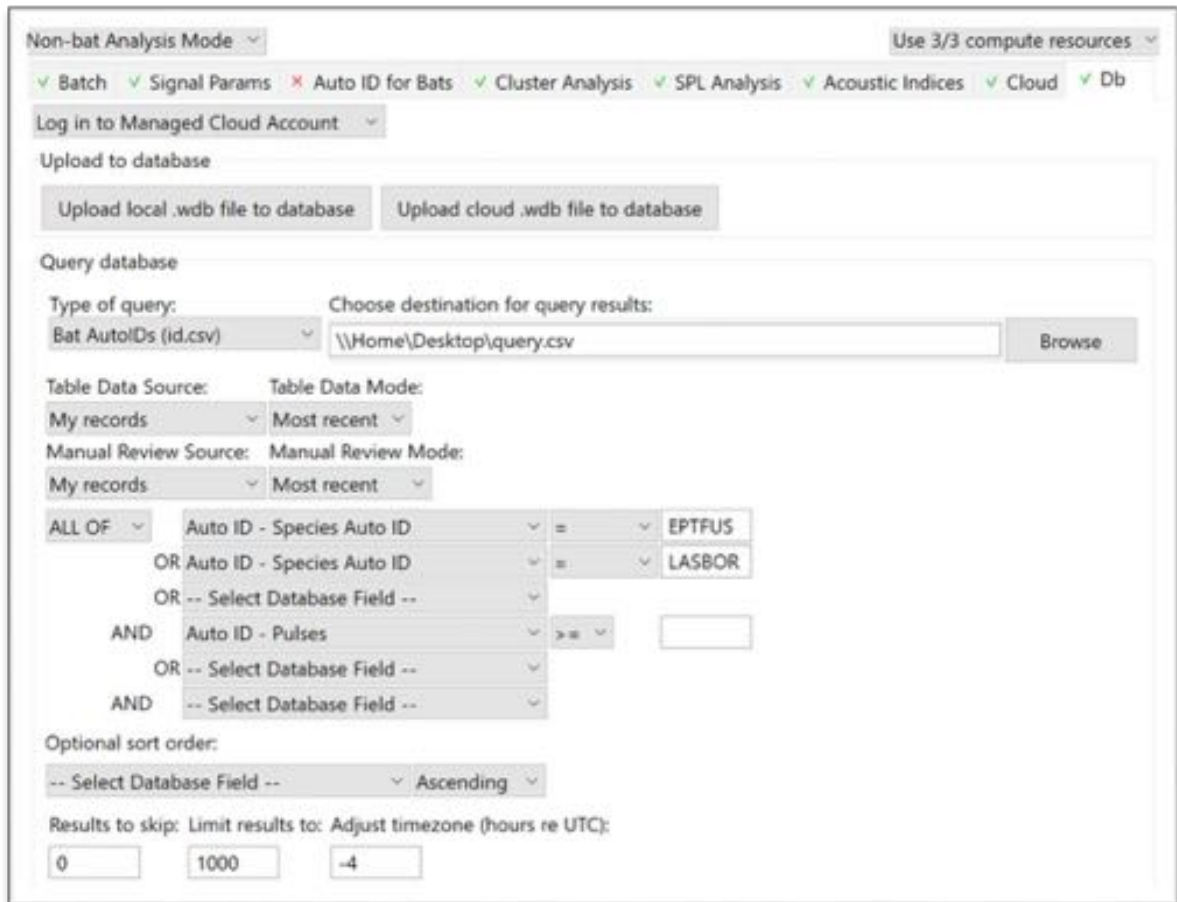 Non-bat Analysis Mode Use 3/3 compute resources
Batch Signal Params Auto ID for Bats Cluster Analysis SPL Analysis Acoustic Indices Cloud Db
Log in to Managed Cloud Account
Upload to database
Upload local .wdb file to database Upload cloud .wdb file to database
Query database
Type of query: Choose destination for query results:
Bat AutoIDs (id.csv) \\Home\Desktop\query.csv Browse
Table Data Source: Table Data Mode:
My records Most recent
Manual Review Source: Manual Review Mode:
My records Most recent
ALL OF Auto ID - Species Auto ID = EPTFUS
OR Auto ID - Species Auto ID = LASBOR
OR -- Select Database Field --
AND Auto ID - Pulses >=
OR -- Select Database Field --
AND -- Select Database Field --
Optional sort order:
-- Select Database Field -- Ascending
Results to skip: Limit results to: Adjust timezone (hours re UTC):
0 1000 -4